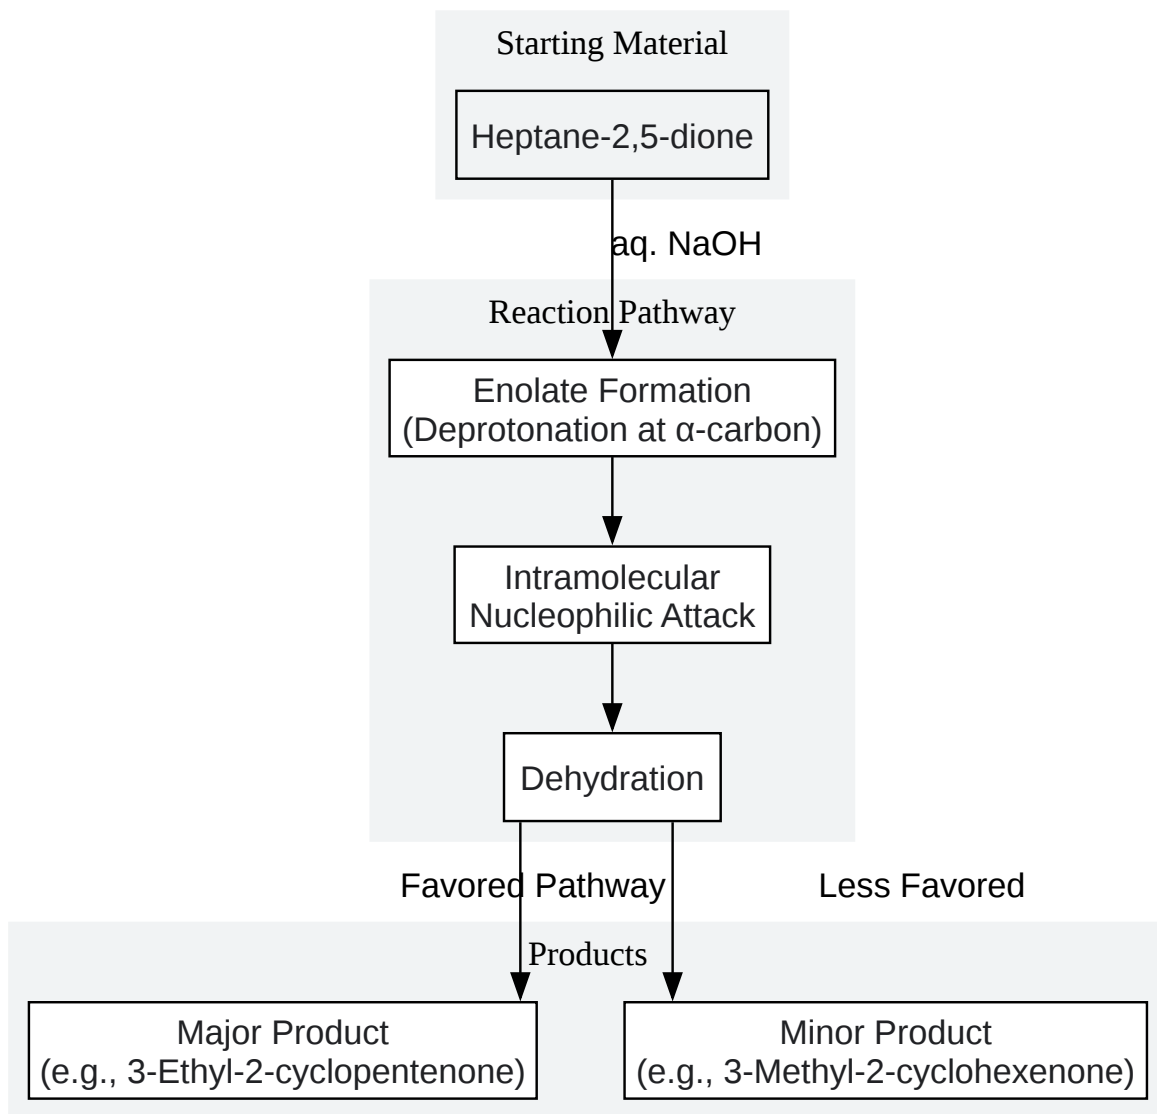 Starting Material
Heptane-2,5-dione
aq. NaOH
Reaction Pathway
Enolate Formation
(Deprotonation at α-carbon)
Intramolecular
Nucleophilic Attack
Dehydration
Favored Pathway
Less Favored
Products
Major Product
(e.g., 3-Ethyl-2-cyclopentenone)
Minor Product
(e.g., 3-Methyl-2-cyclohexenone)